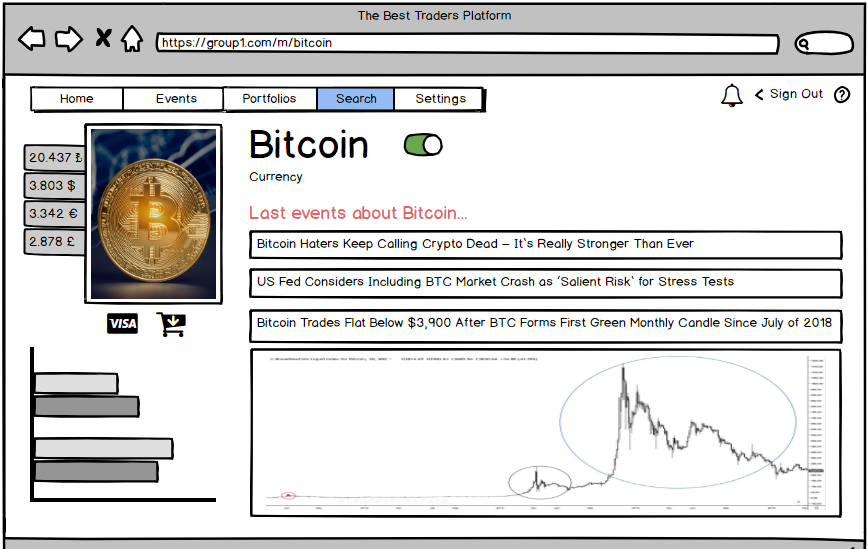 The Best Traders Platform
https://group1.com/m/bitcoin
Home Events Portfolios Search Settings
Sign Out ?
20.437 ₺
3.803 $
3.342 €
2.878 £
Bitcoin
Currency
Last events about Bitcoin...
Bitcoin Haters Keep Calling Crypto Dead – It's Really Stronger Than Ever
US Fed Considers Including BTC Market Crash as 'Salient Risk' for Stress Tests
Bitcoin Trades Flat Below $3,900 After BTC Forms First Green Monthly Candle Since July of 2018
VISA